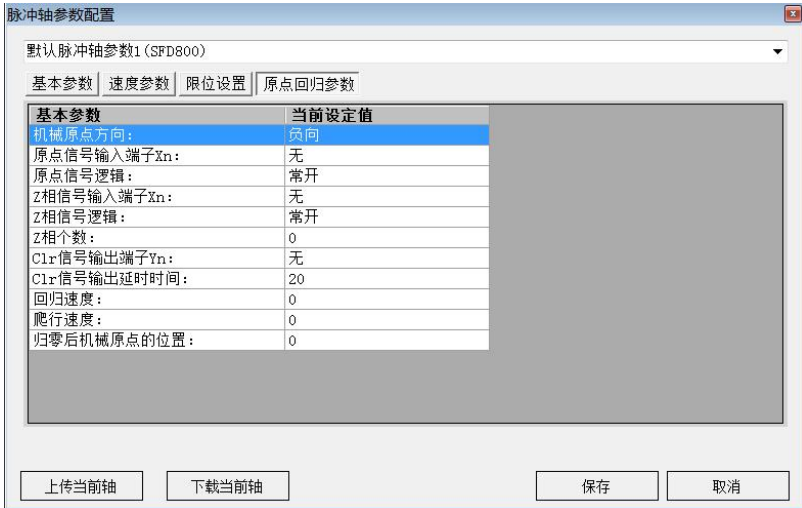 脉冲轴参数配置
默认脉冲轴参数1(SFD800)
基本参数 速度参数 限位设置 原点回归参数
基本参数 当前设定值
机械原点方向: 负向
原点信号输入端子Xn: 无
原点信号逻辑: 常开
Z相信号输入端子Xn: 无
Z相信号逻辑: 常开
Z相个数: 0
Clr信号输出端子Yn: 无
Clr信号输出延时时间: 20
回归速度: 0
爬行速度: 0
归零后机械原点的位置: 0
上传当前轴 下载当前轴 保存 取消